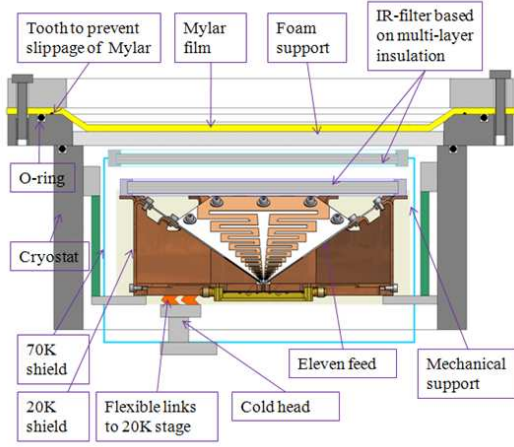 Tooth to prevent
slippage of Mylar
Mylar
film
Foam
support
IR-filter based
on multi-layer
insulation
O-ring
Cryostat
70K
shield
20K
shield
Flexible links
to 20K stage
Cold head
Eleven feed
Mechanical
support